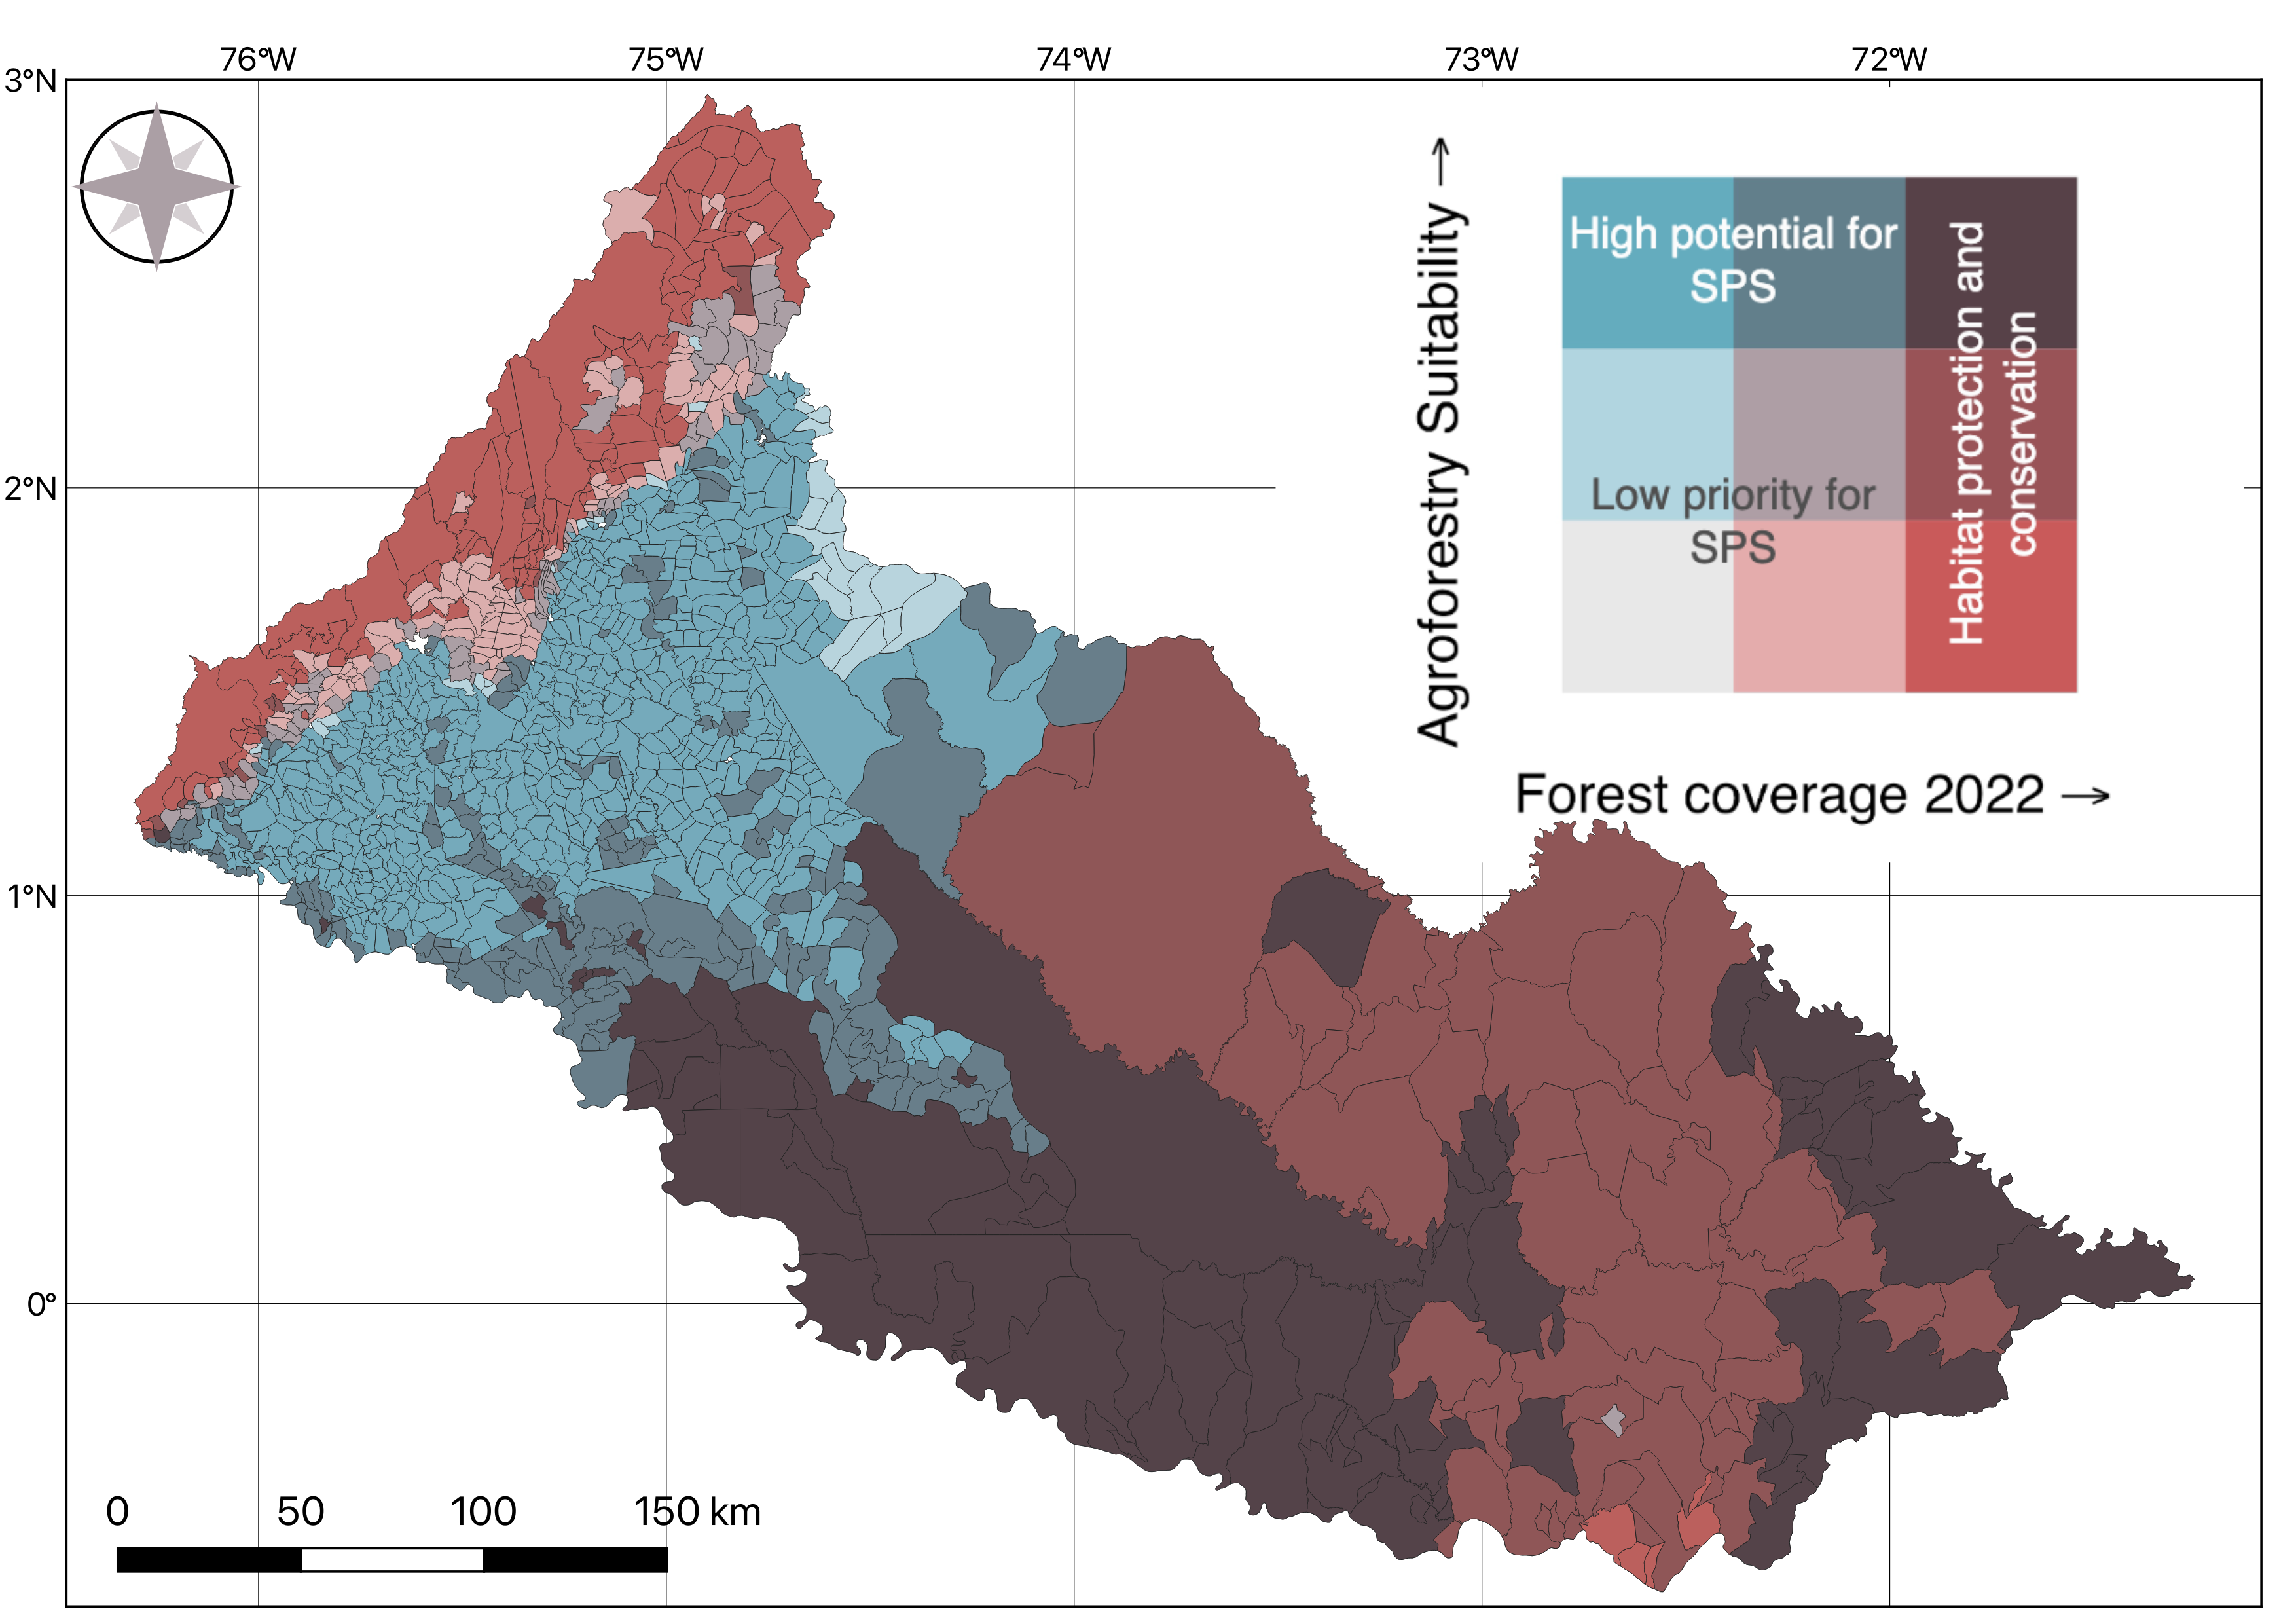 76°W 75°W 74°W 73°W 72°W
3°N
2°N
1°N
0°
Agroforestry Suitability →
High potential for
SPS
Low priority for
SPS
Habitat protection and
conservation
Forest coverage 2022 →
0 50 100 150 km